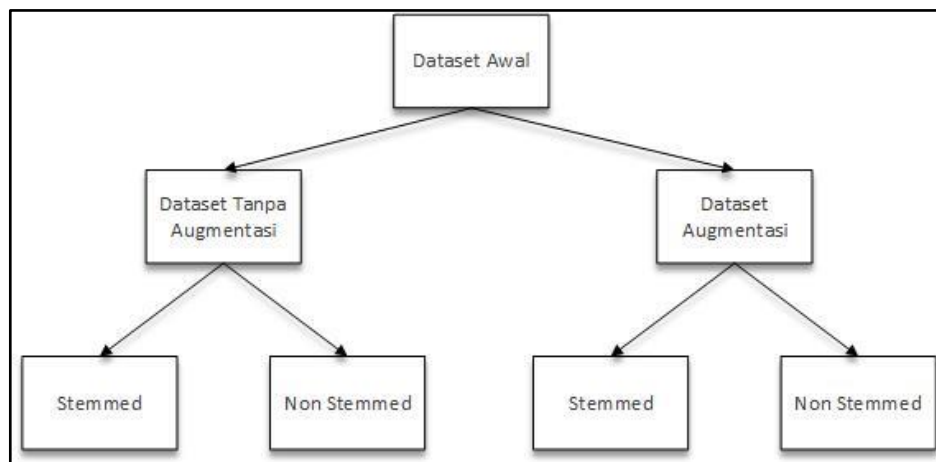 Dataset Awal
Dataset Tanpa
Augmentasi
Dataset
Augmentasi
Stemmed
Non Stemmed
Stemmed
Non Stemmed